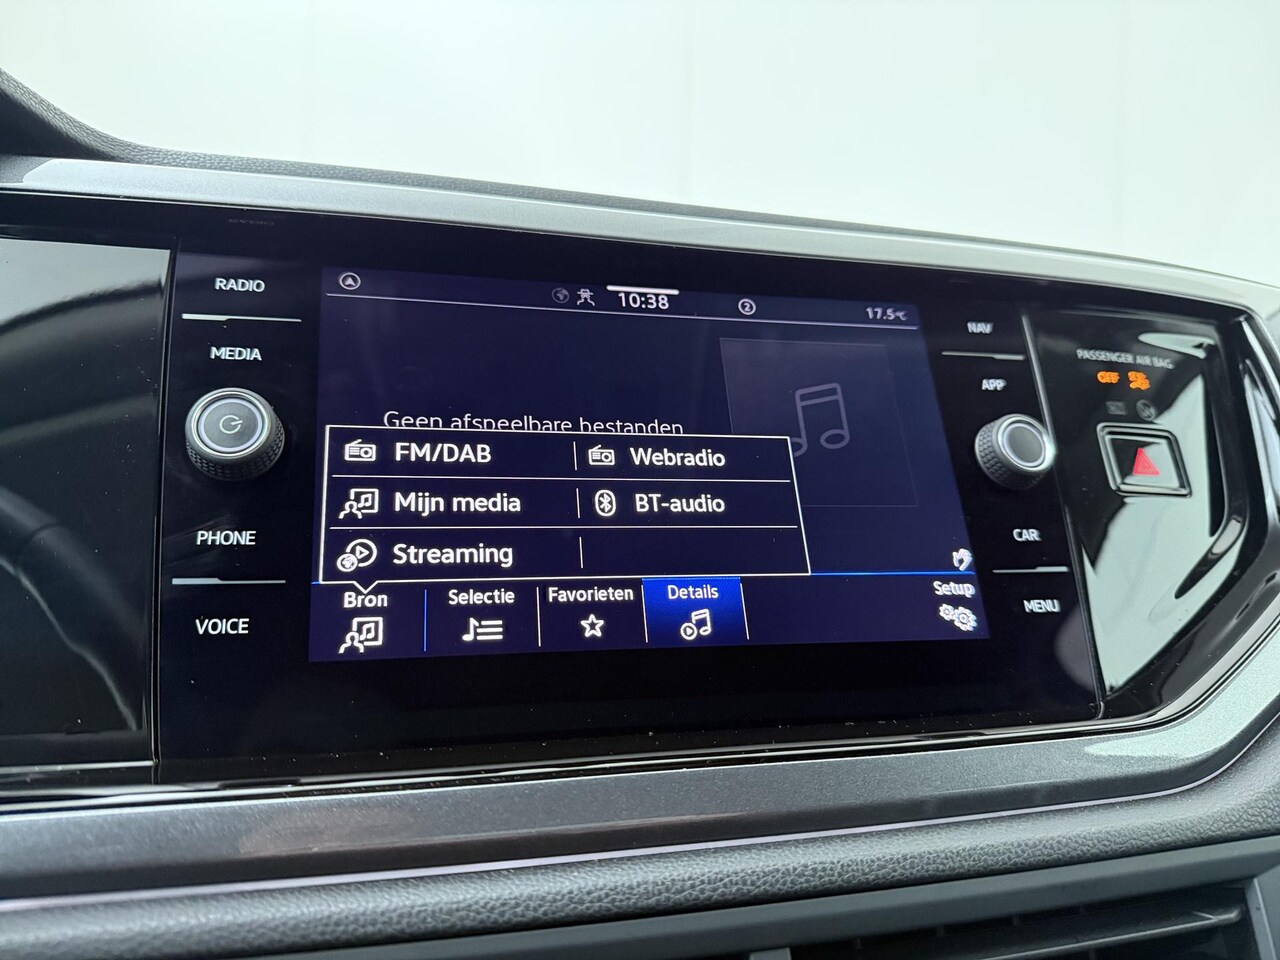 RADIO
MEDIA
PHONE
VOICE
10:38
2
17.5°C
Geen afspeelbare bestanden
FM/DAB
Webradio
Mijn media
BT-audio
Streaming
Bron
Selectie
Favorieten
Details
Setup
NAV
APP
CAR
MENU
PASSENGER AIR BAG
OFF